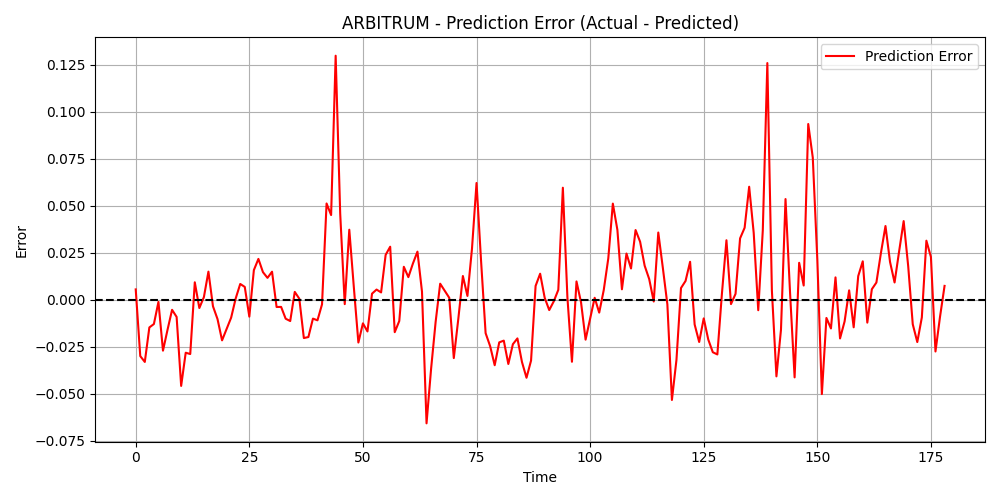 ARBITRUM - Prediction Error (Actual - Predicted)
Prediction Error
0.125
0.100
0.075
0.050
0.025
0.000
−0.025
−0.050
−0.075
Error
0 25 50 75 100 125 150 175
Time